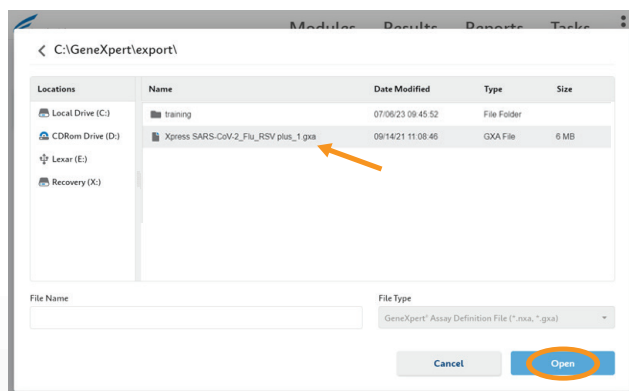 Modules Results Reports Tasks
C:\GeneXpert\export\
Locations Name Date Modified Type Size
Local Drive (C:) training 07/06/23 09:45:52 File Folder
CDRom Drive (D:) Xpress SARS-CoV-2_Flu_RSV plus_1.gxa 09/14/21 11:08:46 GXA File 6 MB
Lexar (E:)
Recovery (X:)
File Name File Type
GeneXpert® Assay Definition File (*.nxa, *.gxa)
Cancel Open